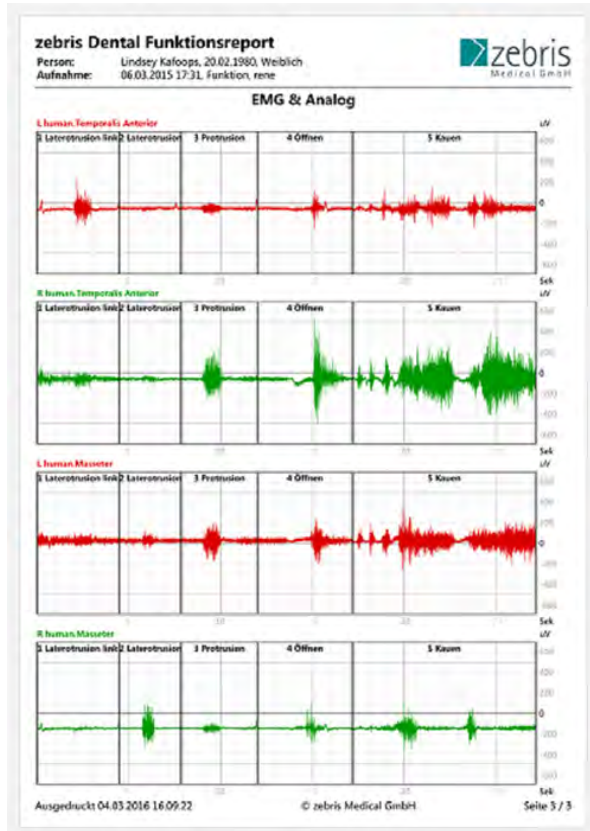 zebris Dental Funktionsreport
Person: Lindsey Kafoops, 20.02.1980, Weiblich
Aufnahme: 06.03.2015 17:31, Funktion, rene
zebris
Medical GmbH
EMG & Analog
L human.Temporalis Anterior
uV
1 Laterotrusion link 2 Laterotrusion 3 Protrusion 4 Öffnen 5 Kauen
0
Sek
R human.Temporalis Anterior
uV
1 Laterotrusion link 2 Laterotrusion 3 Protrusion 4 Öffnen 5 Kauen
0
Sek
L human.Masseter
uV
1 Laterotrusion link 2 Laterotrusion 3 Protrusion 4 Öffnen 5 Kauen
0
Sek
R human.Masseter
uV
1 Laterotrusion link 2 Laterotrusion 3 Protrusion 4 Öffnen 5 Kauen
0
Sek
Ausgedruckt 04.03.2016 16:09:22 © zebris Medical GmbH Seite 3 / 3